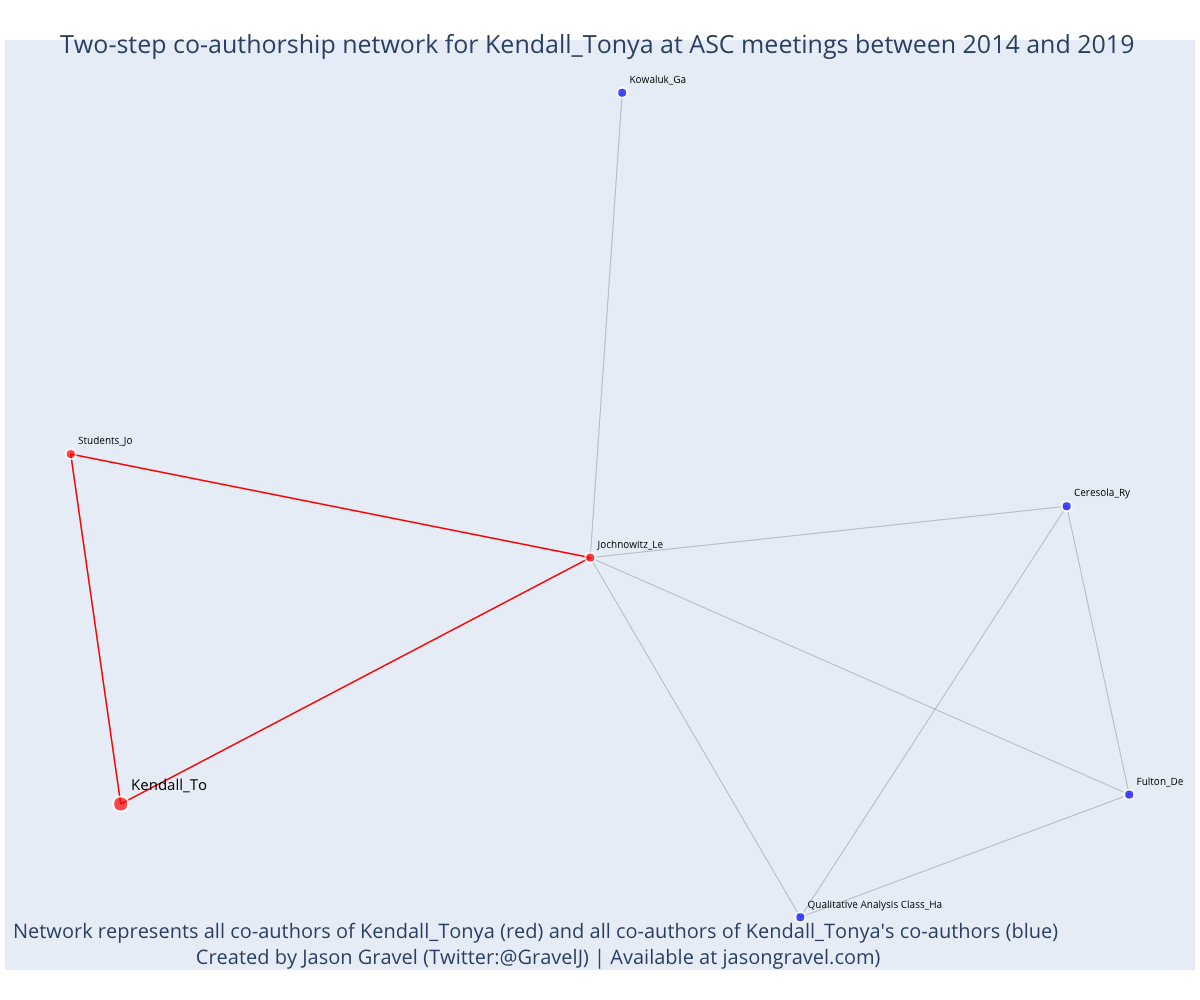 Two-step co-authorship network for Kendall_Tonya at ASC meetings between 2014 and 2019
Kowaluk_Ga
Students_Jo
Ceresola_Ry
Jochnowitz_Le
Kendall_To
Fulton_De
Qualitative Analysis Class_Ha
Network represents all co-authors of Kendall_Tonya (red) and all co-authors of Kendall_Tonya's co-authors (blue)
Created by Jason Gravel (Twitter:@GravelJ) | Available at jasongravel.com)